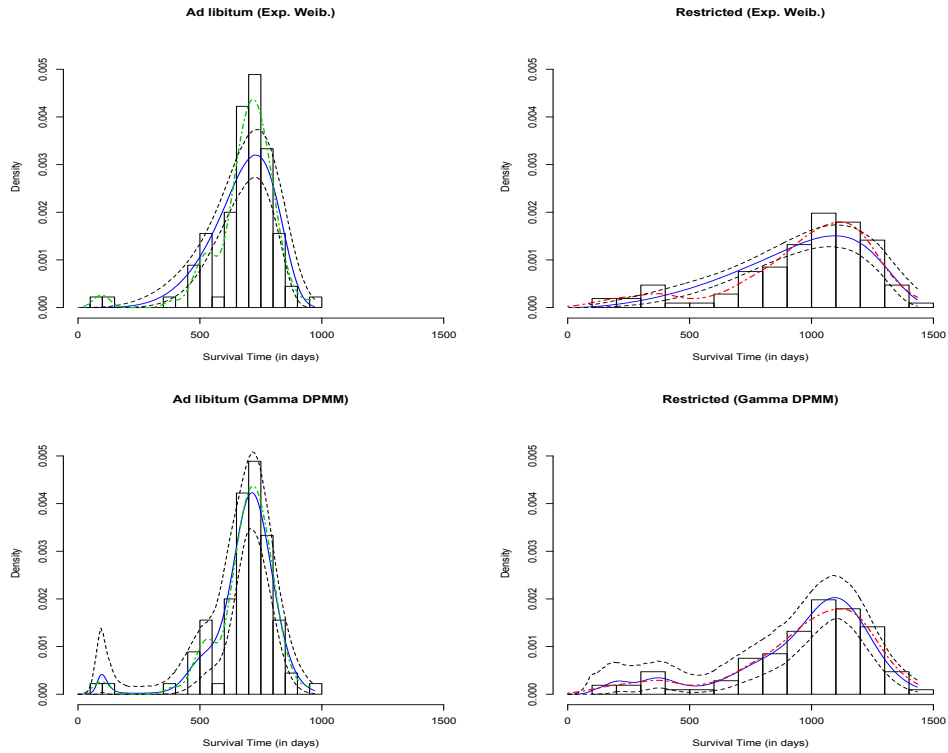 Ad libitum (Exp. Weib.)
Density
0.000 0.001 0.002 0.003 0.004 0.005
0 500 1000 1500
Survival Time (in days)
Restricted (Exp. Weib.)
Density
0.000 0.001 0.002 0.003 0.004 0.005
0 500 1000 1500
Survival Time (in days)
Ad libitum (Gamma DPMM)
Density
0.000 0.001 0.002 0.003 0.004 0.005
0 500 1000 1500
Survival Time (in days)
Restricted (Gamma DPMM)
Density
0.000 0.001 0.002 0.003 0.004 0.005
0 500 1000 1500
Survival Time (in days)